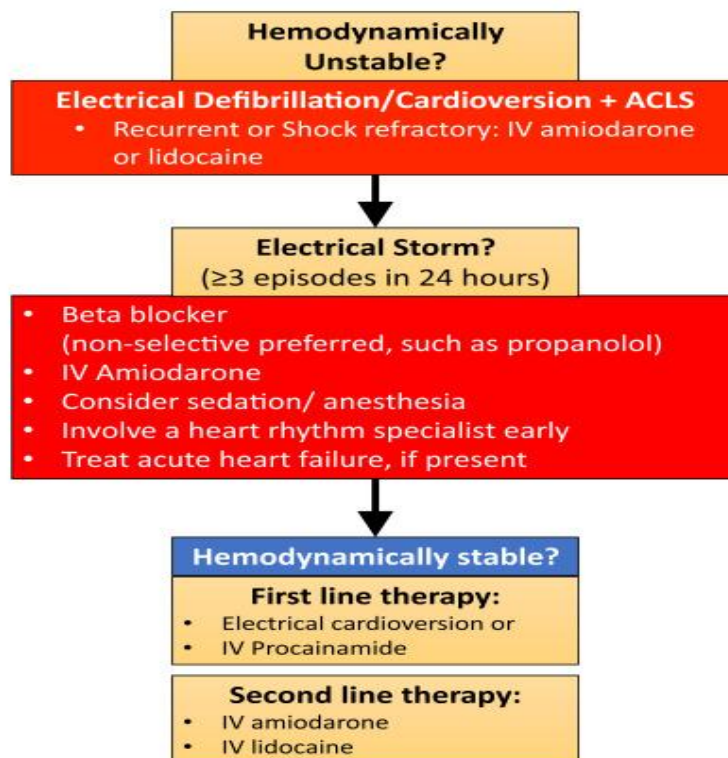 Hemodynamically
Unstable?
Electrical Defibrillation/Cardioversion + ACLS
• Recurrent or Shock refractory: IV amiodarone
or lidocaine
Electrical Storm?
(≥3 episodes in 24 hours)
• Beta blocker
(non-selective preferred, such as propanolol)
• IV Amiodarone
• Consider sedation/ anesthesia
• Involve a heart rhythm specialist early
• Treat acute heart failure, if present
Hemodynamically stable?
First line therapy:
• Electrical cardioversion or
• IV Procainamide
Second line therapy:
• IV amiodarone
• IV lidocaine